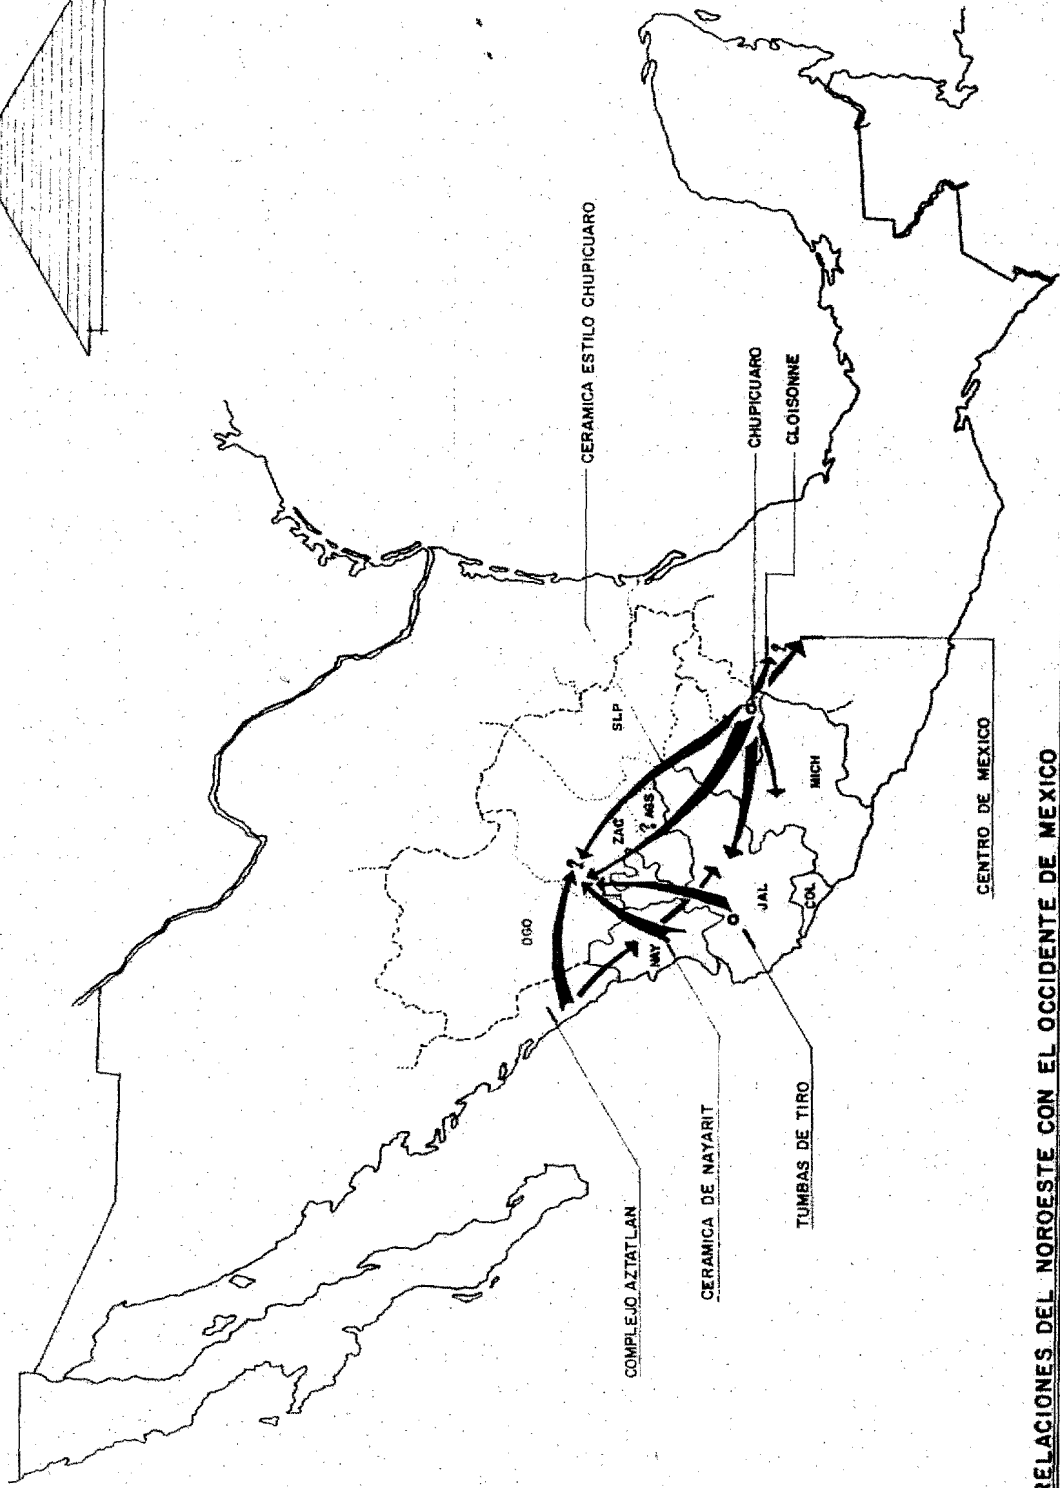 CERAMICA ESTILO CHUPICUARO
CHUPICUARO
CLOISONNE
SLP
DGO
?
ZAC
? AGS
?
MICH
NAY
JAL
COL
COMPLEJO AZTATLAN
CERAMICA DE NAYARIT
TUMBAS DE TIRO
CENTRO DE MEXICO
RELACIONES DEL NOROESTE CON EL OCCIDENTE DE MEXICO